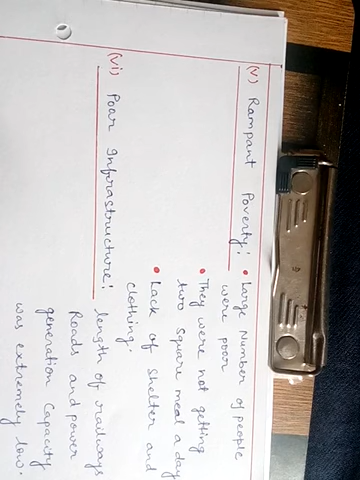 (v) Rampant Poverty: • Large Number of people
were poor
• They were not getting
two square meal a day
• Lack of Shelter and
clothing.
(vi) Poor Infrastructure: length of railways
Roads and power
generation Capacity
was extremely low.